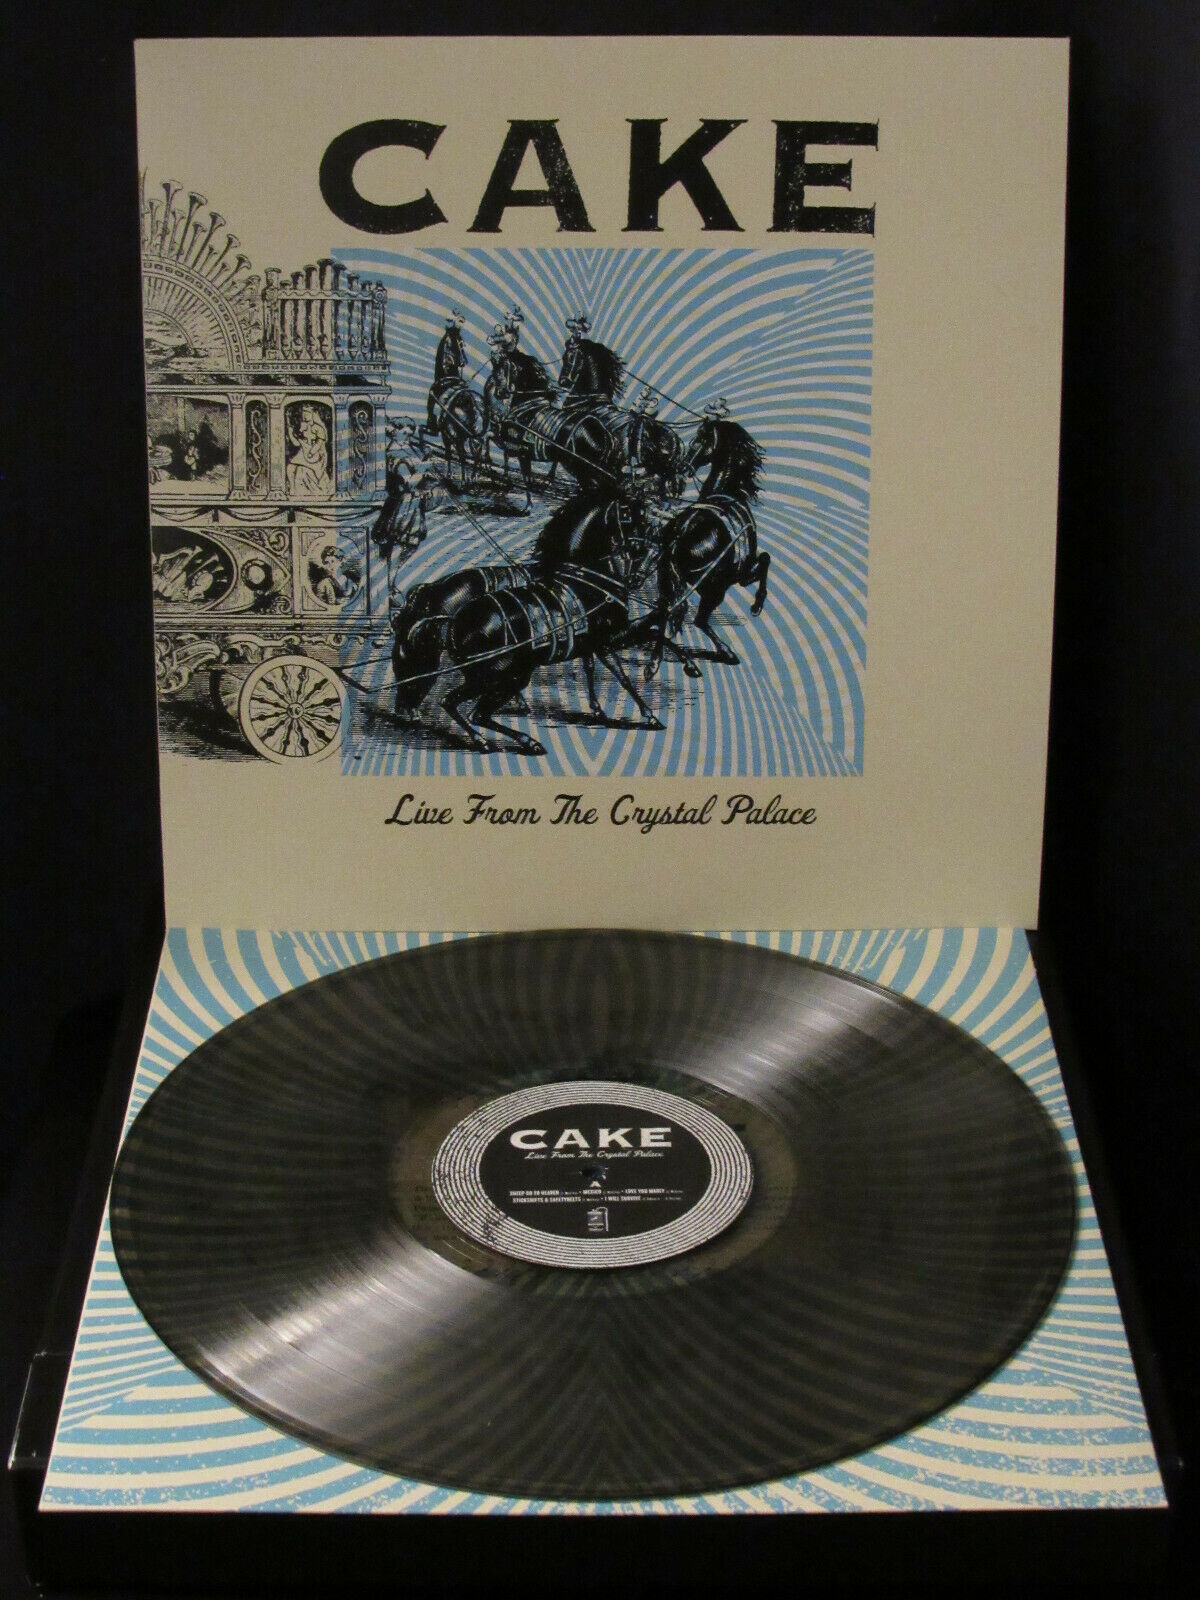 CAKE
Live From The Crystal Palace
CAKE
Live From The Crystal Palace
A
SHEEP GO TO HEAVEN • MEXICO • LOVE YOU MADLY
STICKSHIFTS & SAFETYBELTS • I WILL SURVIVE